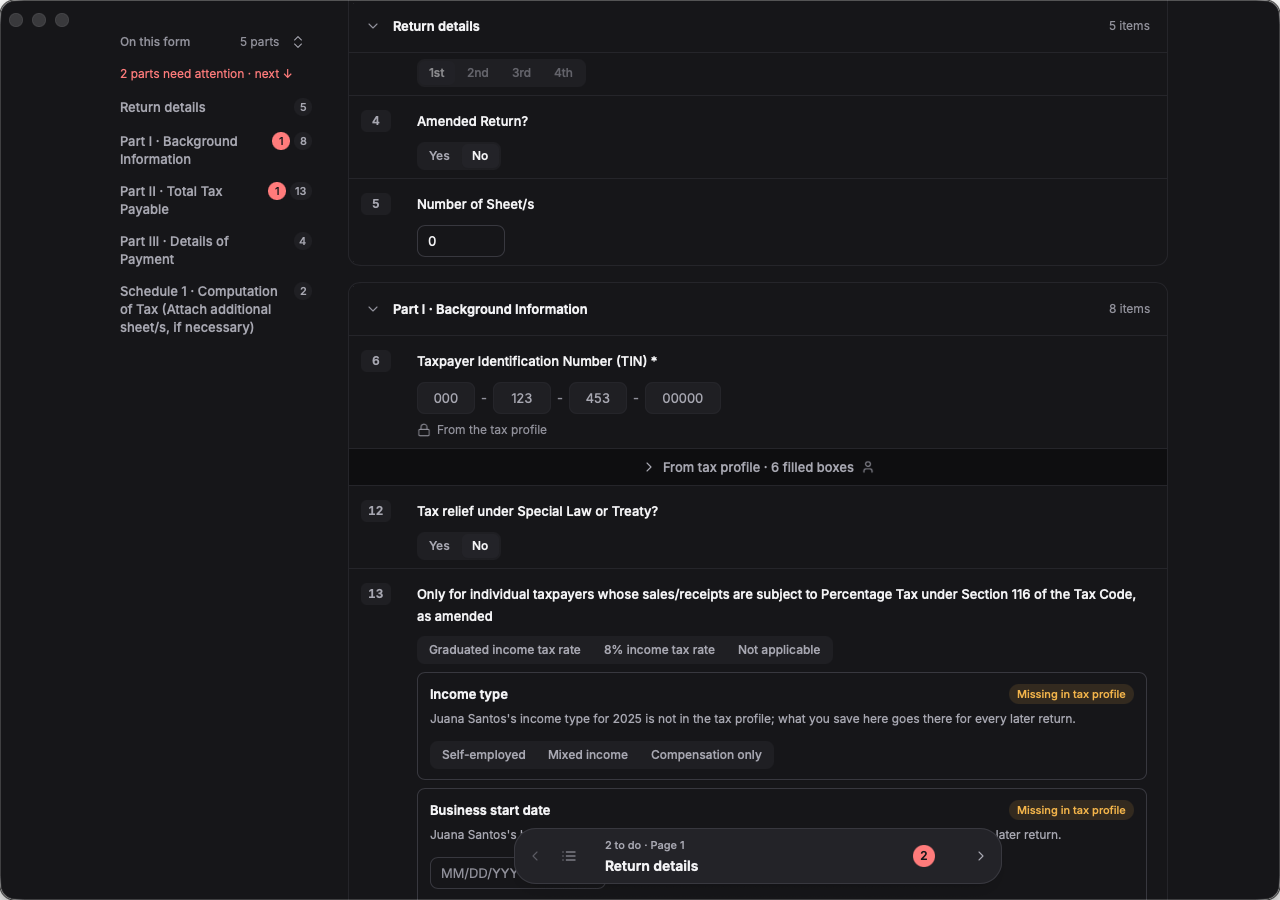 On this form
5 parts
2 parts need attention · next ↓
Return details
5
Part I · Background Information
1
8
Part II · Total Tax Payable
1
13
Part III · Details of Payment
4
Schedule 1 · Computation of Tax (Attach additional sheet/s, if necessary)
2
Return details
5 items
1st 2nd 3rd 4th
4
Amended Return?
Yes No
5
Number of Sheet/s
0
Part I · Background Information
8 items
6
Taxpayer Identification Number (TIN) *
000 - 123 - 453 - 00000
From the tax profile
From tax profile · 6 filled boxes
12
Tax relief under Special Law or Treaty?
Yes No
13
Only for individual taxpayers whose sales/receipts are subject to Percentage Tax under Section 116 of the Tax Code,
as amended
Graduated income tax rate 8% income tax rate Not applicable
Income type
Missing in tax profile
Juana Santos's income type for 2025 is not in the tax profile; what you save here goes there for every later return.
Self-employed Mixed income Compensation only
Business start date
Missing in tax profile
Juana Santos's
later return.
MM/DD/YYY
2 to do · Page 1
Return details
2